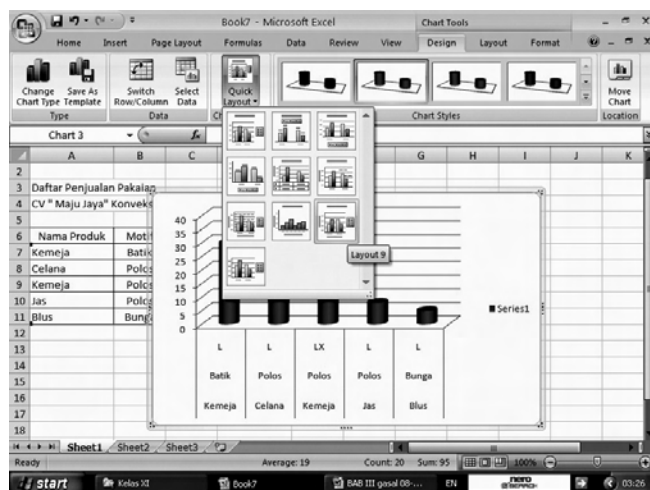 Book7 - Microsoft Excel
Chart Tools
Home Insert Page Layout Formulas Data Review View Design Layout Format
Change Chart Type
Save As Template
Switch Row/Column
Select Data
Quick Layout
Move Chart
Type
Data
Chart Styles
Location
Chart 3
fx
A B C G H I J K
2
3 Daftar Penjualan Pakaian
4 CV " Maju Jaya" Konveks
5
6 Nama Produk Moti
7 Kemeja Batik
8 Celana Polos
9 Kemeja Polos
10 Jas Polos
11 Blus Bunga
12
13
14
15
16
17
18
40
35
30
25
20
15
10
5
0
Layout 9
Series1
L L LX L L
Batik Polos Polos Polos Bunga
Kemeja Celana Kemeja Jas Blus
Sheet1 Sheet2 Sheet3
Ready Average: 19 Count: 20 Sum: 95 100%
start Kelas XI Book7 BAB III gasal 08-... EN nero SEARCH 03:26